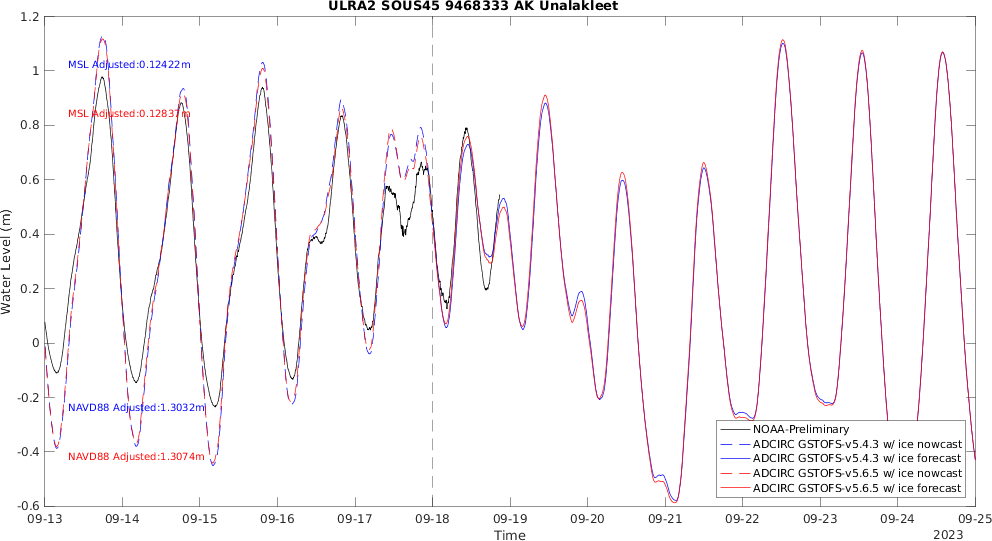 ULRA2 SOUS45 9468333 AK Unalakleet
1.2
1
0.8
0.6
0.4
0.2
0
-0.2
-0.4
-0.6
Water Level (m)
MSL Adjusted:0.12422m
MSL Adjusted:0.12837m
NAVD88 Adjusted:1.3032m
NAVD88 Adjusted:1.3074m
NOAA-Preliminary
ADCIRC GSTOFS-v5.4.3 w/ ice nowcast
ADCIRC GSTOFS-v5.4.3 w/ ice forecast
ADCIRC GSTOFS-v5.6.5 w/ ice nowcast
ADCIRC GSTOFS-v5.6.5 w/ ice forecast
09-13 09-14 09-15 09-16 09-17 09-18 09-19 09-20 09-21 09-22 09-23 09-24 09-25
Time
2023